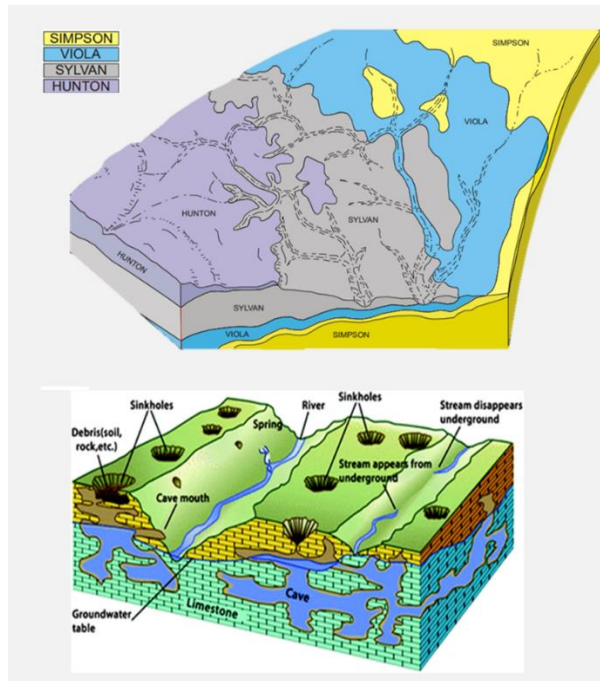 SIMPSON
VIOLA
SYLVAN
HUNTON
SIMPSON
VIOLA
HUNTON
SYLVAN
HUNTON
SYLVAN
VIOLA
SIMPSON
Sinkholes
River
Sinkholes
Stream disappears
underground
Debris(soil,
rock,etc.)
Spring
Stream appears from
underground
Cave mouth
Cave
Limestone
Groundwater
table